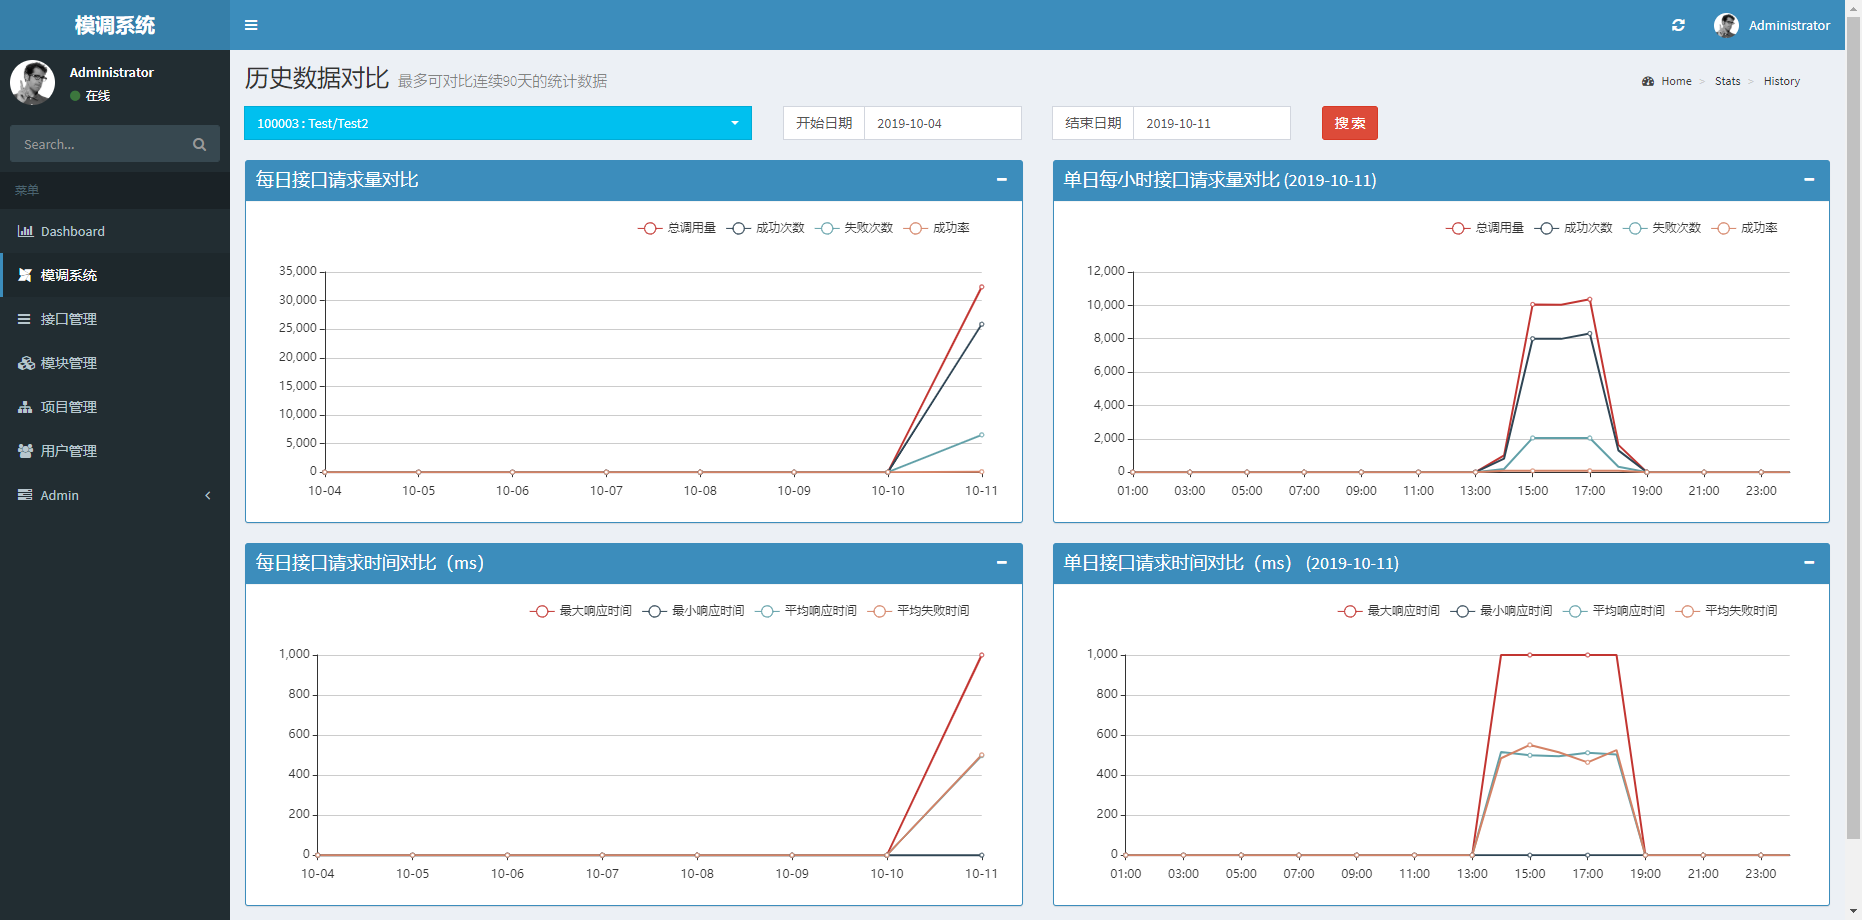 模调系统
Administrator
Administrator
在线
Search...
菜单
Dashboard
模调系统
接口管理
模块管理
项目管理
用户管理
Admin
历史数据对比 最多可对比连续90天的统计数据
Home > Stats > History
100003 : Test/Test2
开始日期 2019-10-04
结束日期 2019-10-11
搜 索
每日接口请求量对比
总调用量 成功次数 失败次数 成功率
35,000
30,000
25,000
20,000
15,000
10,000
5,000
0
10-04 10-05 10-06 10-07 10-08 10-09 10-10 10-11
单日每小时接口请求量对比 (2019-10-11)
总调用量 成功次数 失败次数 成功率
12,000
10,000
8,000
6,000
4,000
2,000
0
01:00 03:00 05:00 07:00 09:00 11:00 13:00 15:00 17:00 19:00 21:00 23:00
每日接口请求时间对比（ms）
最大响应时间 最小响应时间 平均响应时间 平均失败时间
1,000
800
600
400
200
0
10-04 10-05 10-06 10-07 10-08 10-09 10-10 10-11
单日接口请求时间对比（ms） (2019-10-11)
最大响应时间 最小响应时间 平均响应时间 平均失败时间
1,000
800
600
400
200
0
01:00 03:00 05:00 07:00 09:00 11:00 13:00 15:00 17:00 19:00 21:00 23:00